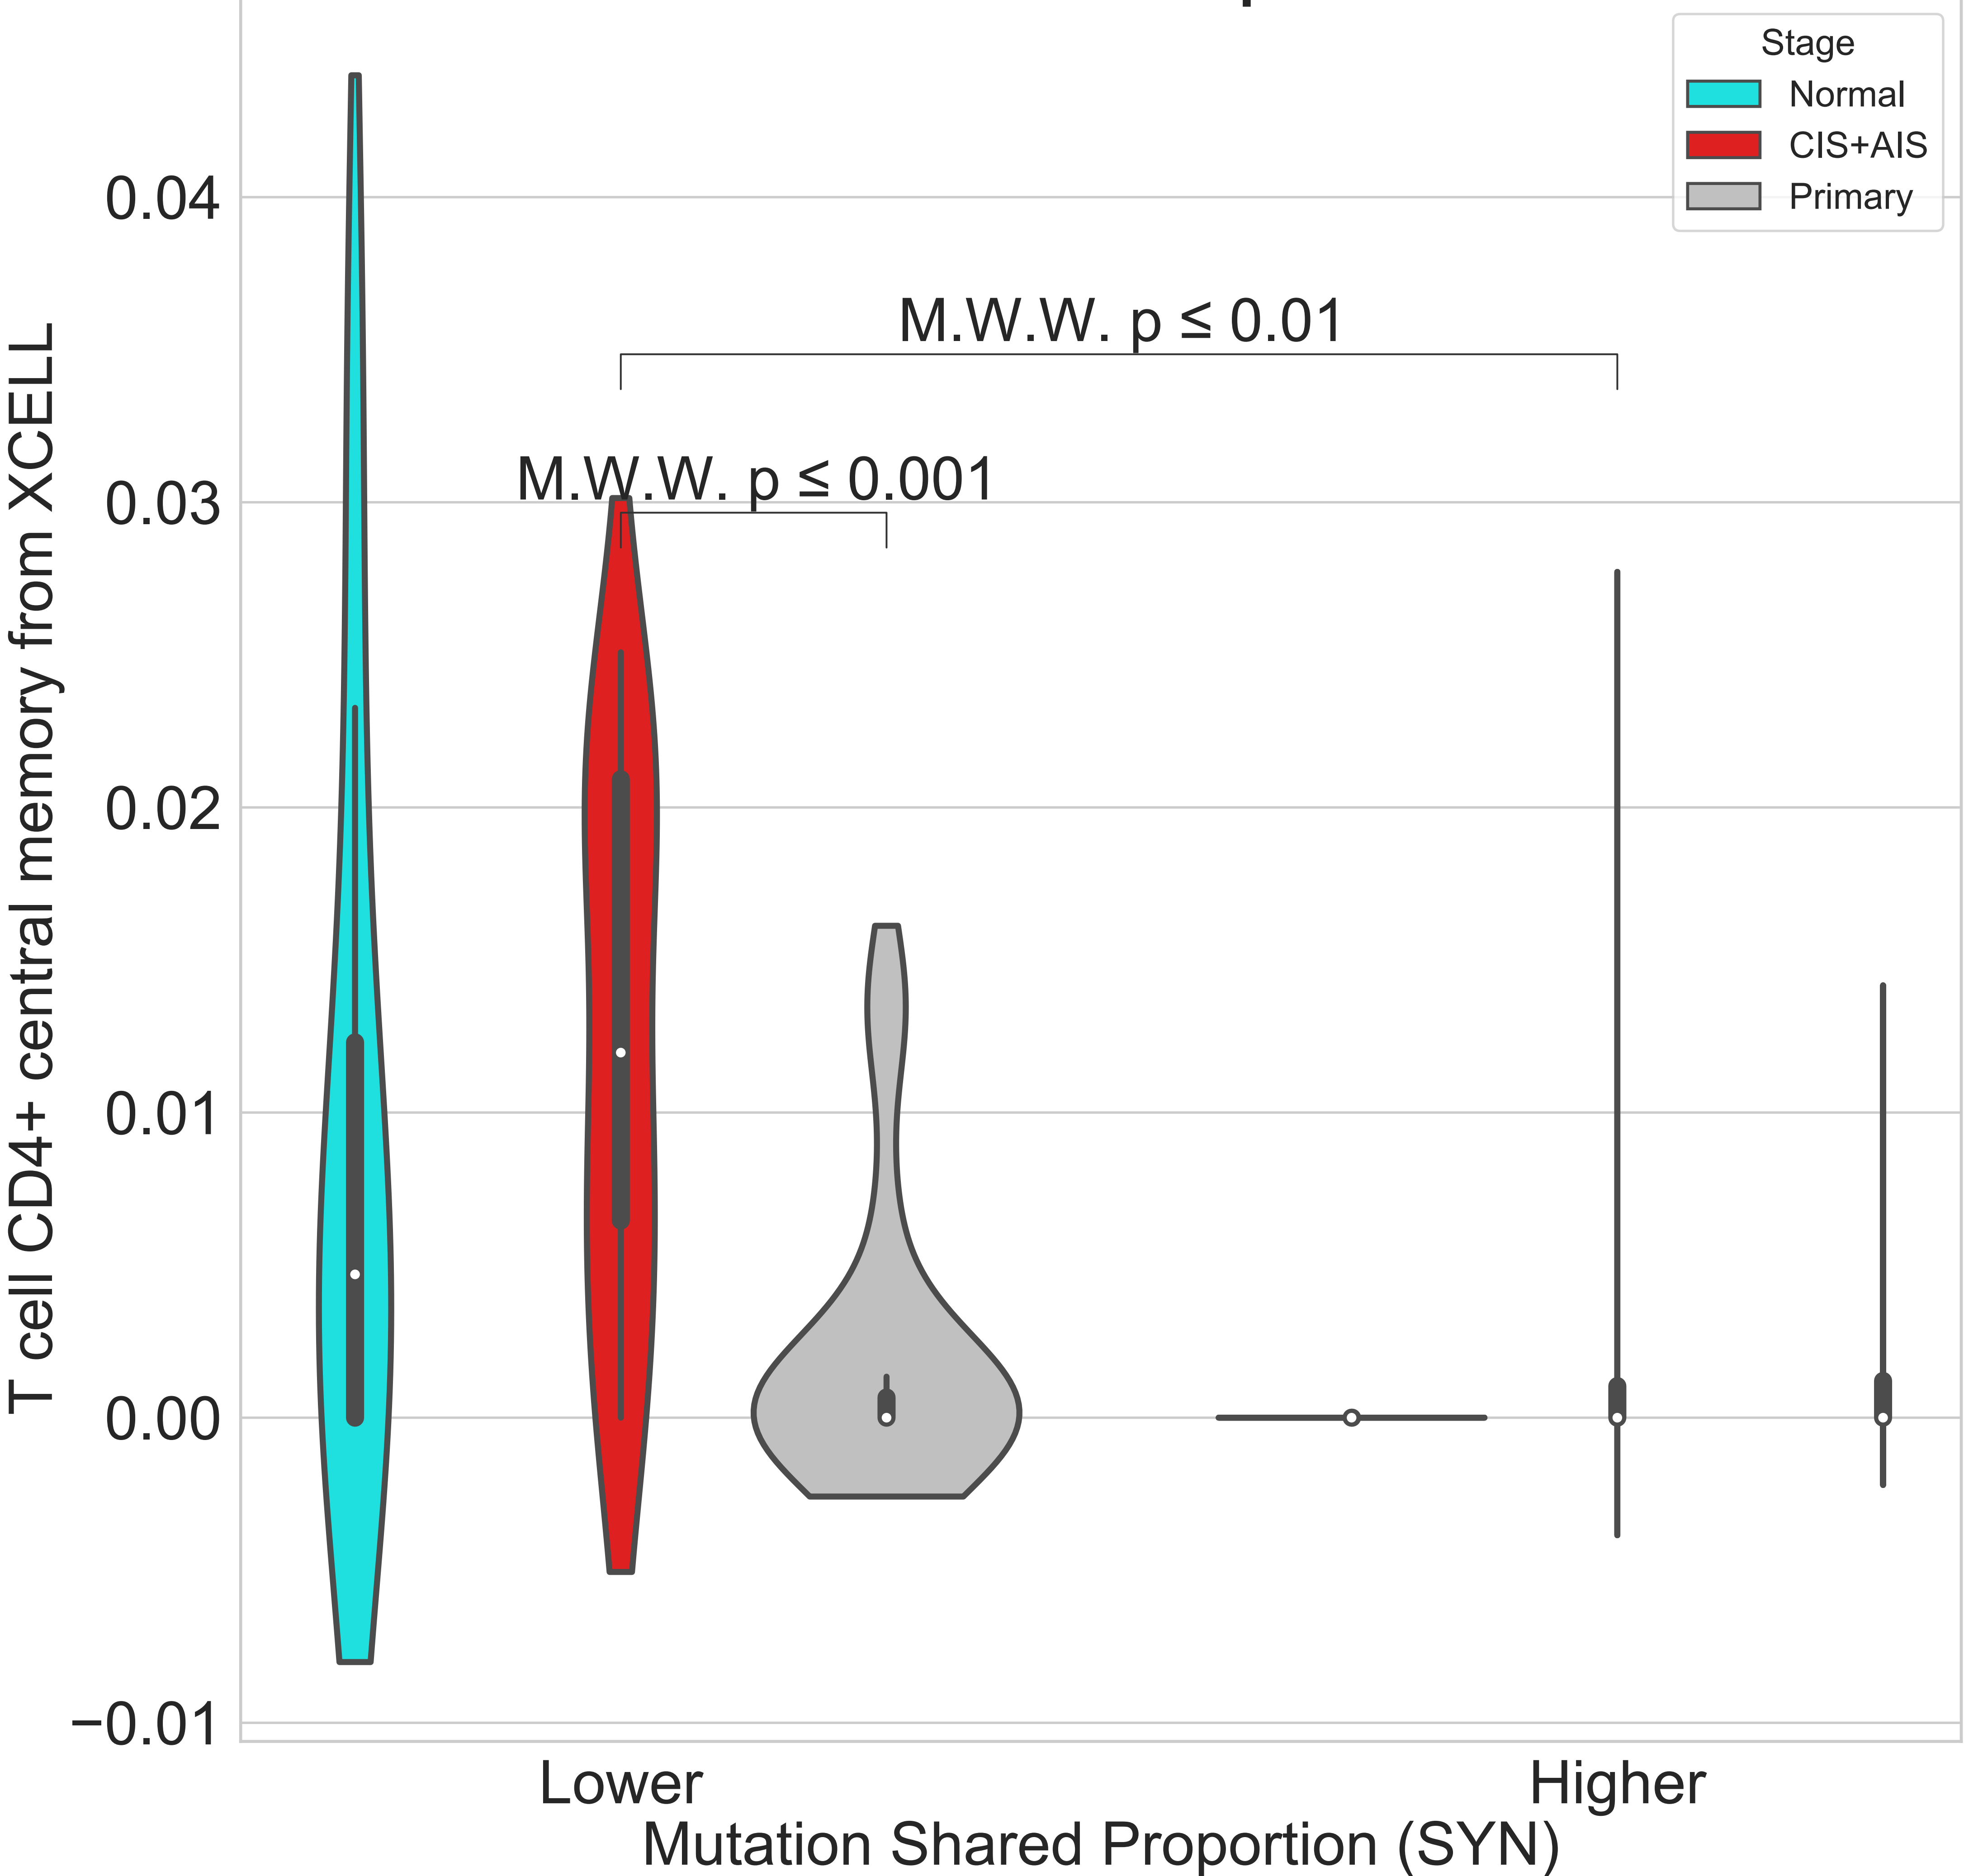 Stage
Normal
CIS+AIS
Primary
T cell CD4+ central memory from XCELL
0.04
0.03
0.02
0.01
0.00
−0.01
M.W.W. p ≤ 0.01
M.W.W. p ≤ 0.001
Lower
Higher
Mutation Shared Proportion (SYN)